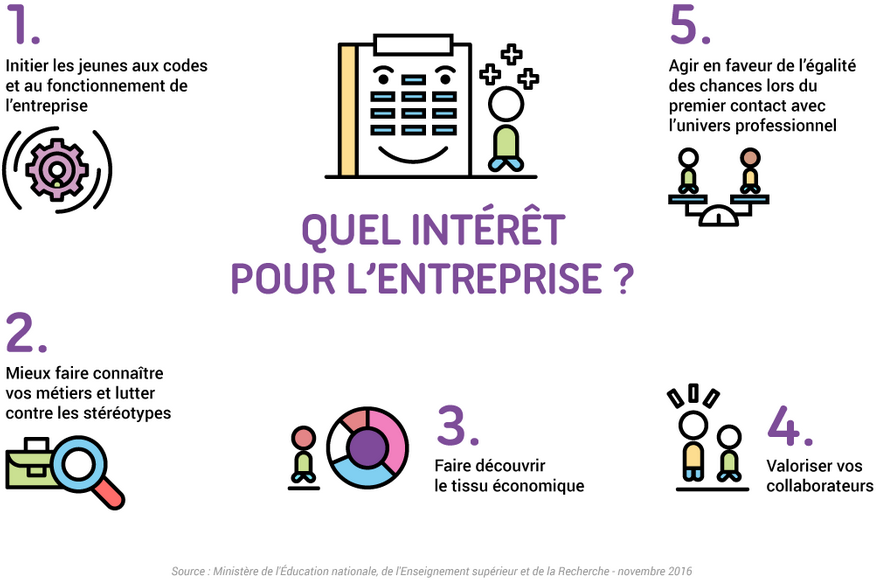 1.
Initier les jeunes aux codes
et au fonctionnement de
l'entreprise
QUEL INTÉRÊT
POUR L'ENTREPRISE ?
2.
Mieux faire connaître
vos métiers et lutter
contre les stéréotypes
3.
Faire découvrir
le tissu économique
4.
Valoriser vos
collaborateurs
5.
Agir en faveur de l'égalité
des chances lors du
premier contact avec
l'univers professionnel
Source : Ministère de l'Éducation nationale, de l'Enseignement supérieur et de la Recherche - novembre 2016